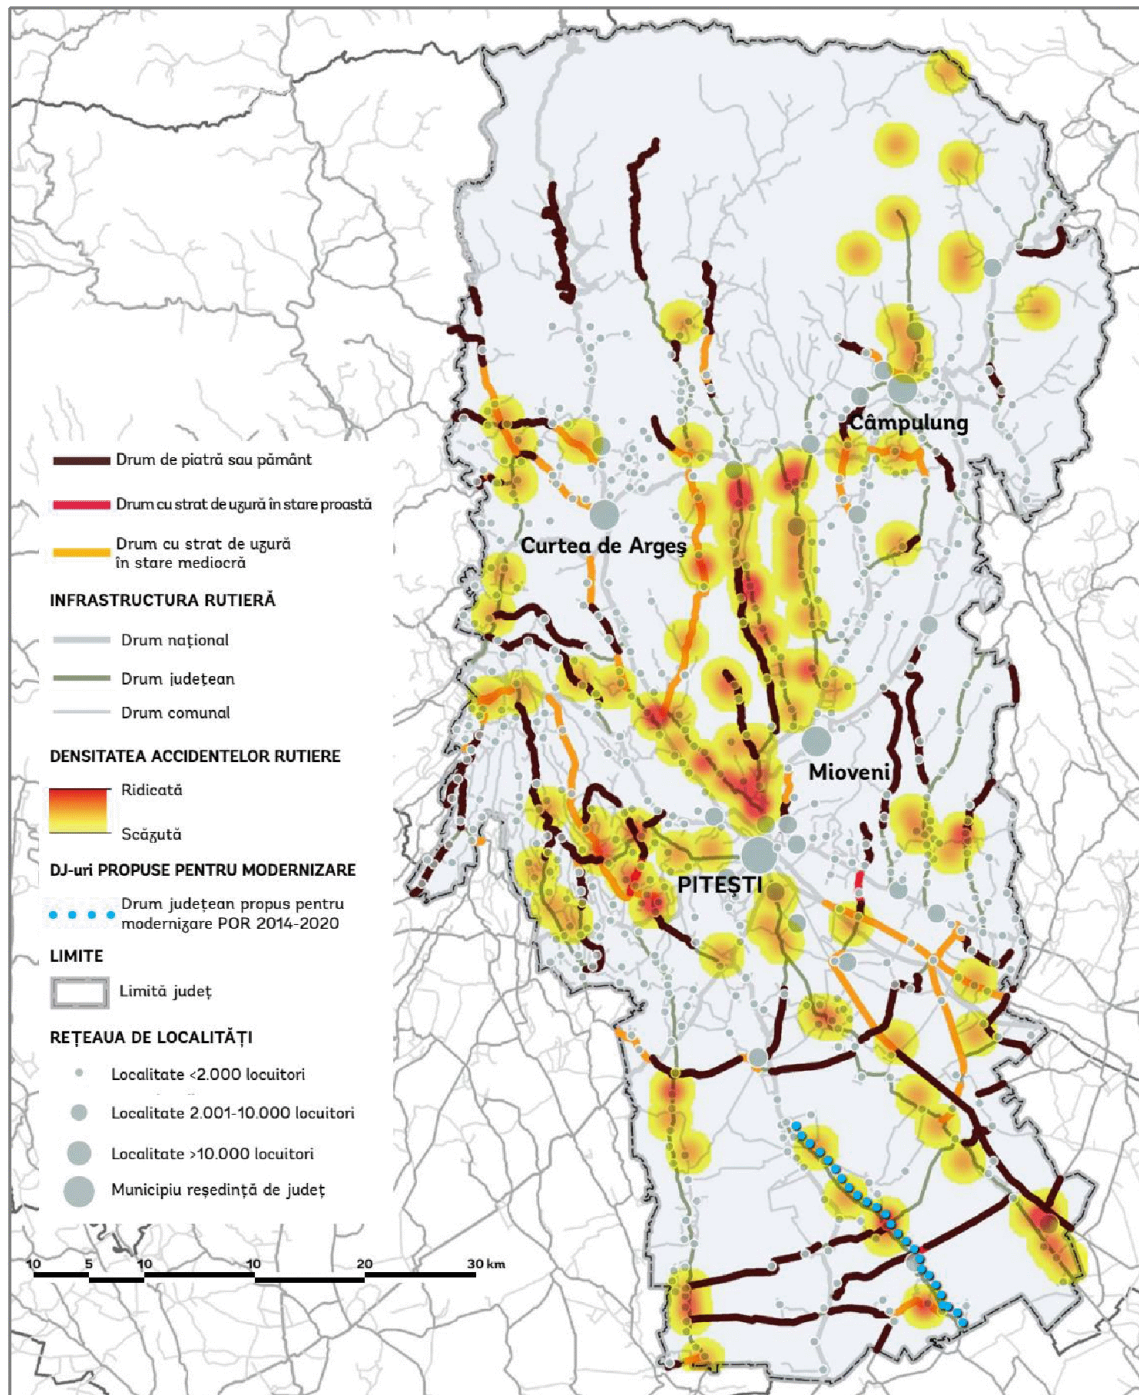 Câmpulung
Curtea de Argeș
Mioveni
PITEȘTI
Drum de piatră sau pământ
Drum cu strat de uzură în stare proastă
Drum cu strat de uzură
în stare mediocră
INFRASTRUCTURA RUTIERĂ
Drum național
Drum județean
Drum comunal
DENSITATEA ACCIDENTELOR RUTIERE
Ridicată
Scăzută
DJ-uri PROPUSE PENTRU MODERNIZARE
Drum județean propus pentru
modernizare POR 2014-2020
LIMITE
Limită județ
REȚEAUA DE LOCALITĂȚI
Localitate <2.000 locuitori
Localitate 2.001-10.000 locuitori
Localitate >10.000 locuitori
Municipiu reședință de județ
10 5 10 10 20 30 km